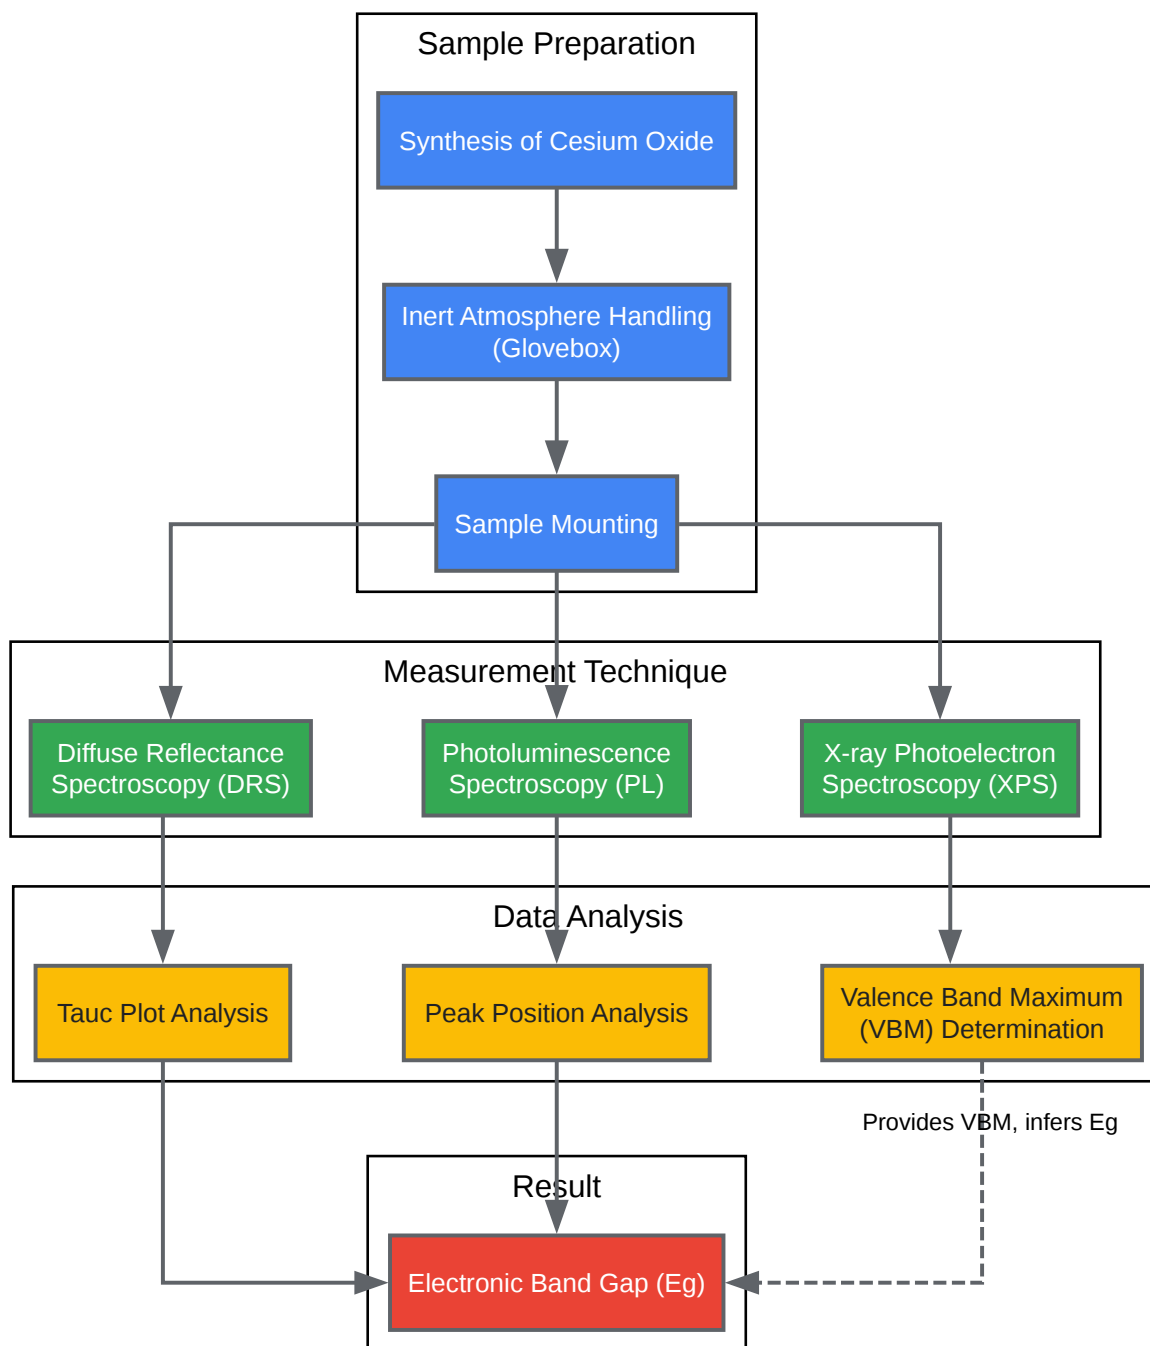 Sample Preparation
Synthesis of Cesium Oxide
Inert Atmosphere Handling
(Glovebox)
Sample Mounting
Measurement Technique
Diffuse Reflectance
Spectroscopy (DRS)
Photoluminescence
Spectroscopy (PL)
X-ray Photoelectron
Spectroscopy (XPS)
Data Analysis
Tauc Plot Analysis
Peak Position Analysis
Valence Band Maximum
(VBM) Determination
Provides VBM, infers Eg
Result
Electronic Band Gap (Eg)